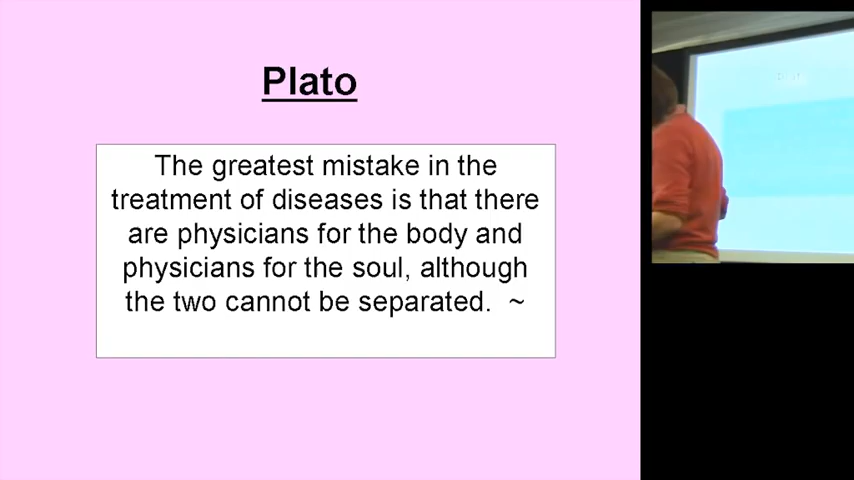 Plato
The greatest mistake in the
treatment of diseases is that there
are physicians for the body and
physicians for the soul, although
the two cannot be separated.  ~